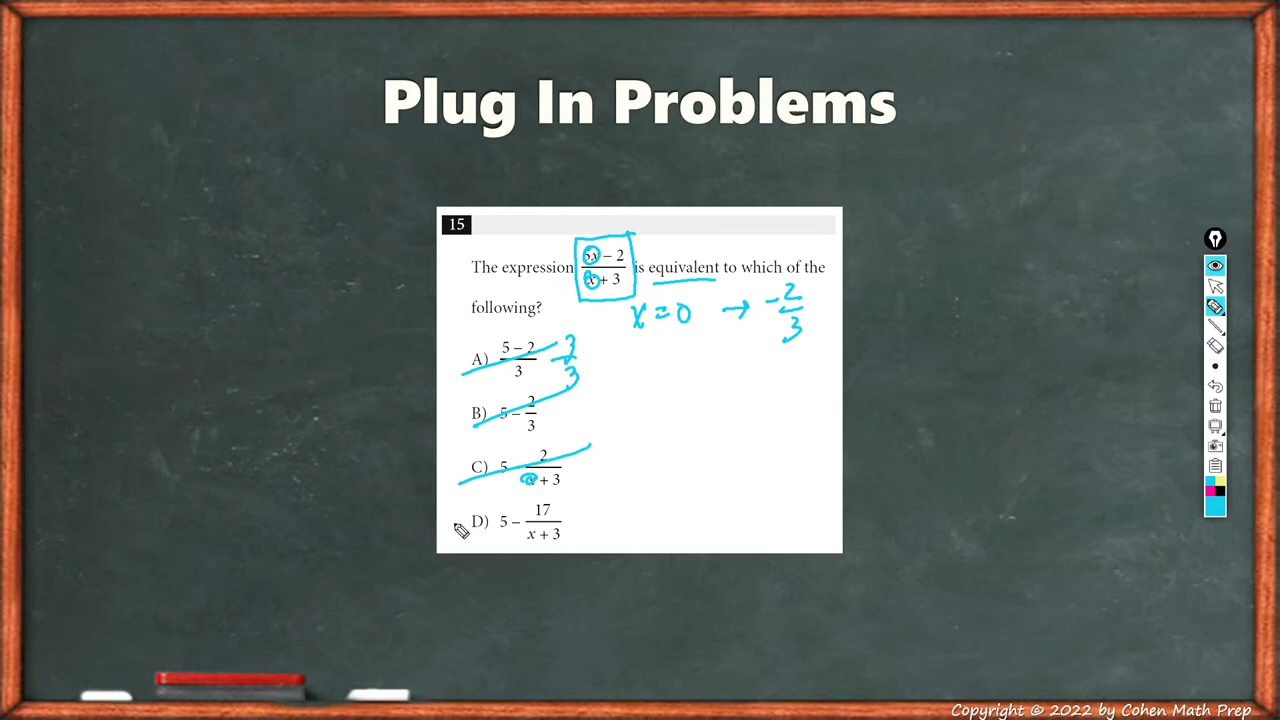 Plug In Problems
15
The expression (5x – 2)/(x + 3) is equivalent to which of the
following?
x = 0 → -2/3
A) (5 – 2)/3 3/3
B) 5 – 2/3
C) 5 – 2/(x + 3)
D) 5 – 17/(x + 3)
Copyright © 2022 by Cohen Math Prep